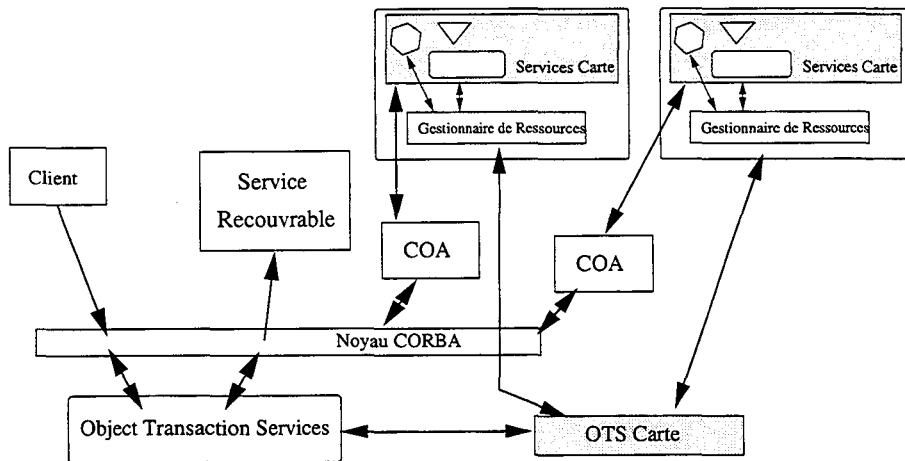 Services Carte
Services Carte
Gestionnaire de Ressources
Gestionnaire de Ressources
Client
Service
Recouvrable
COA
COA
Noyau CORBA
Object Transaction Services
OTS Carte